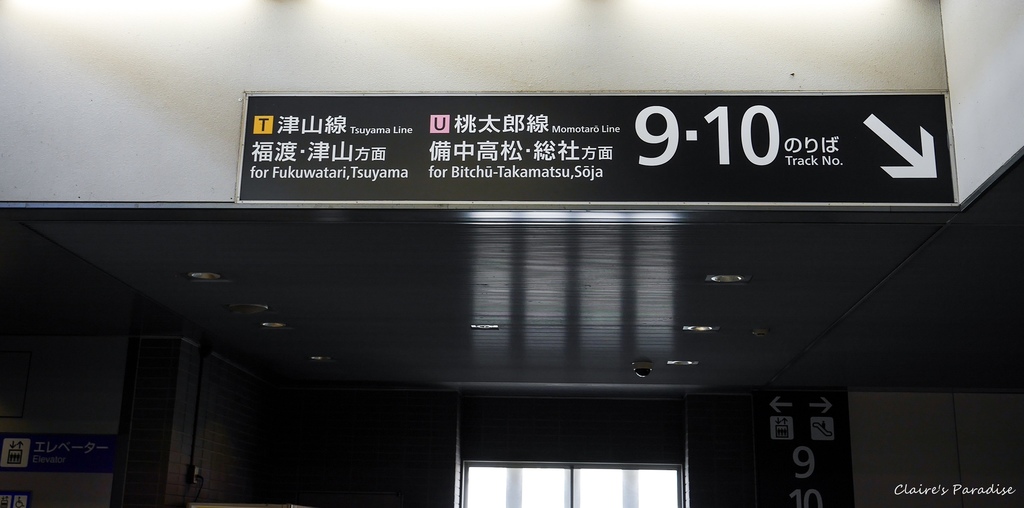 T 津山線 Tsuyama Line
福渡・津山方面
for Fukuwatari,Tsuyama
U 桃太郎線 Momotarō Line
備中高松・総社方面
for Bitchū-Takamatsu,Sōja
9・10 のりば
Track No.
エレベーター
Elevator
9
10
Claire's Paradise